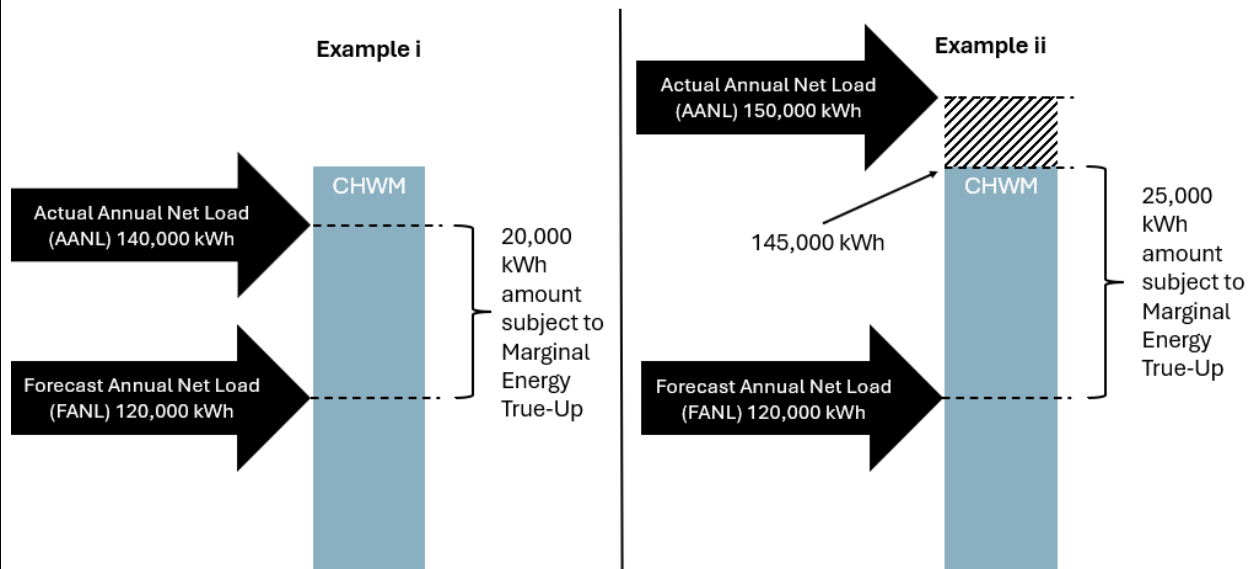 Example i
CHWM
Actual Annual Net Load
(AANL) 140,000 kWh
20,000
kWh
amount
subject to
Marginal
Energy
True-Up
Forecast Annual Net Load
(FANL) 120,000 kWh
Example ii
Actual Annual Net Load
(AANL) 150,000 kWh
CHWM
145,000 kWh
25,000
kWh
amount
subject to
Marginal
Energy
True-Up
Forecast Annual Net Load
(FANL) 120,000 kWh